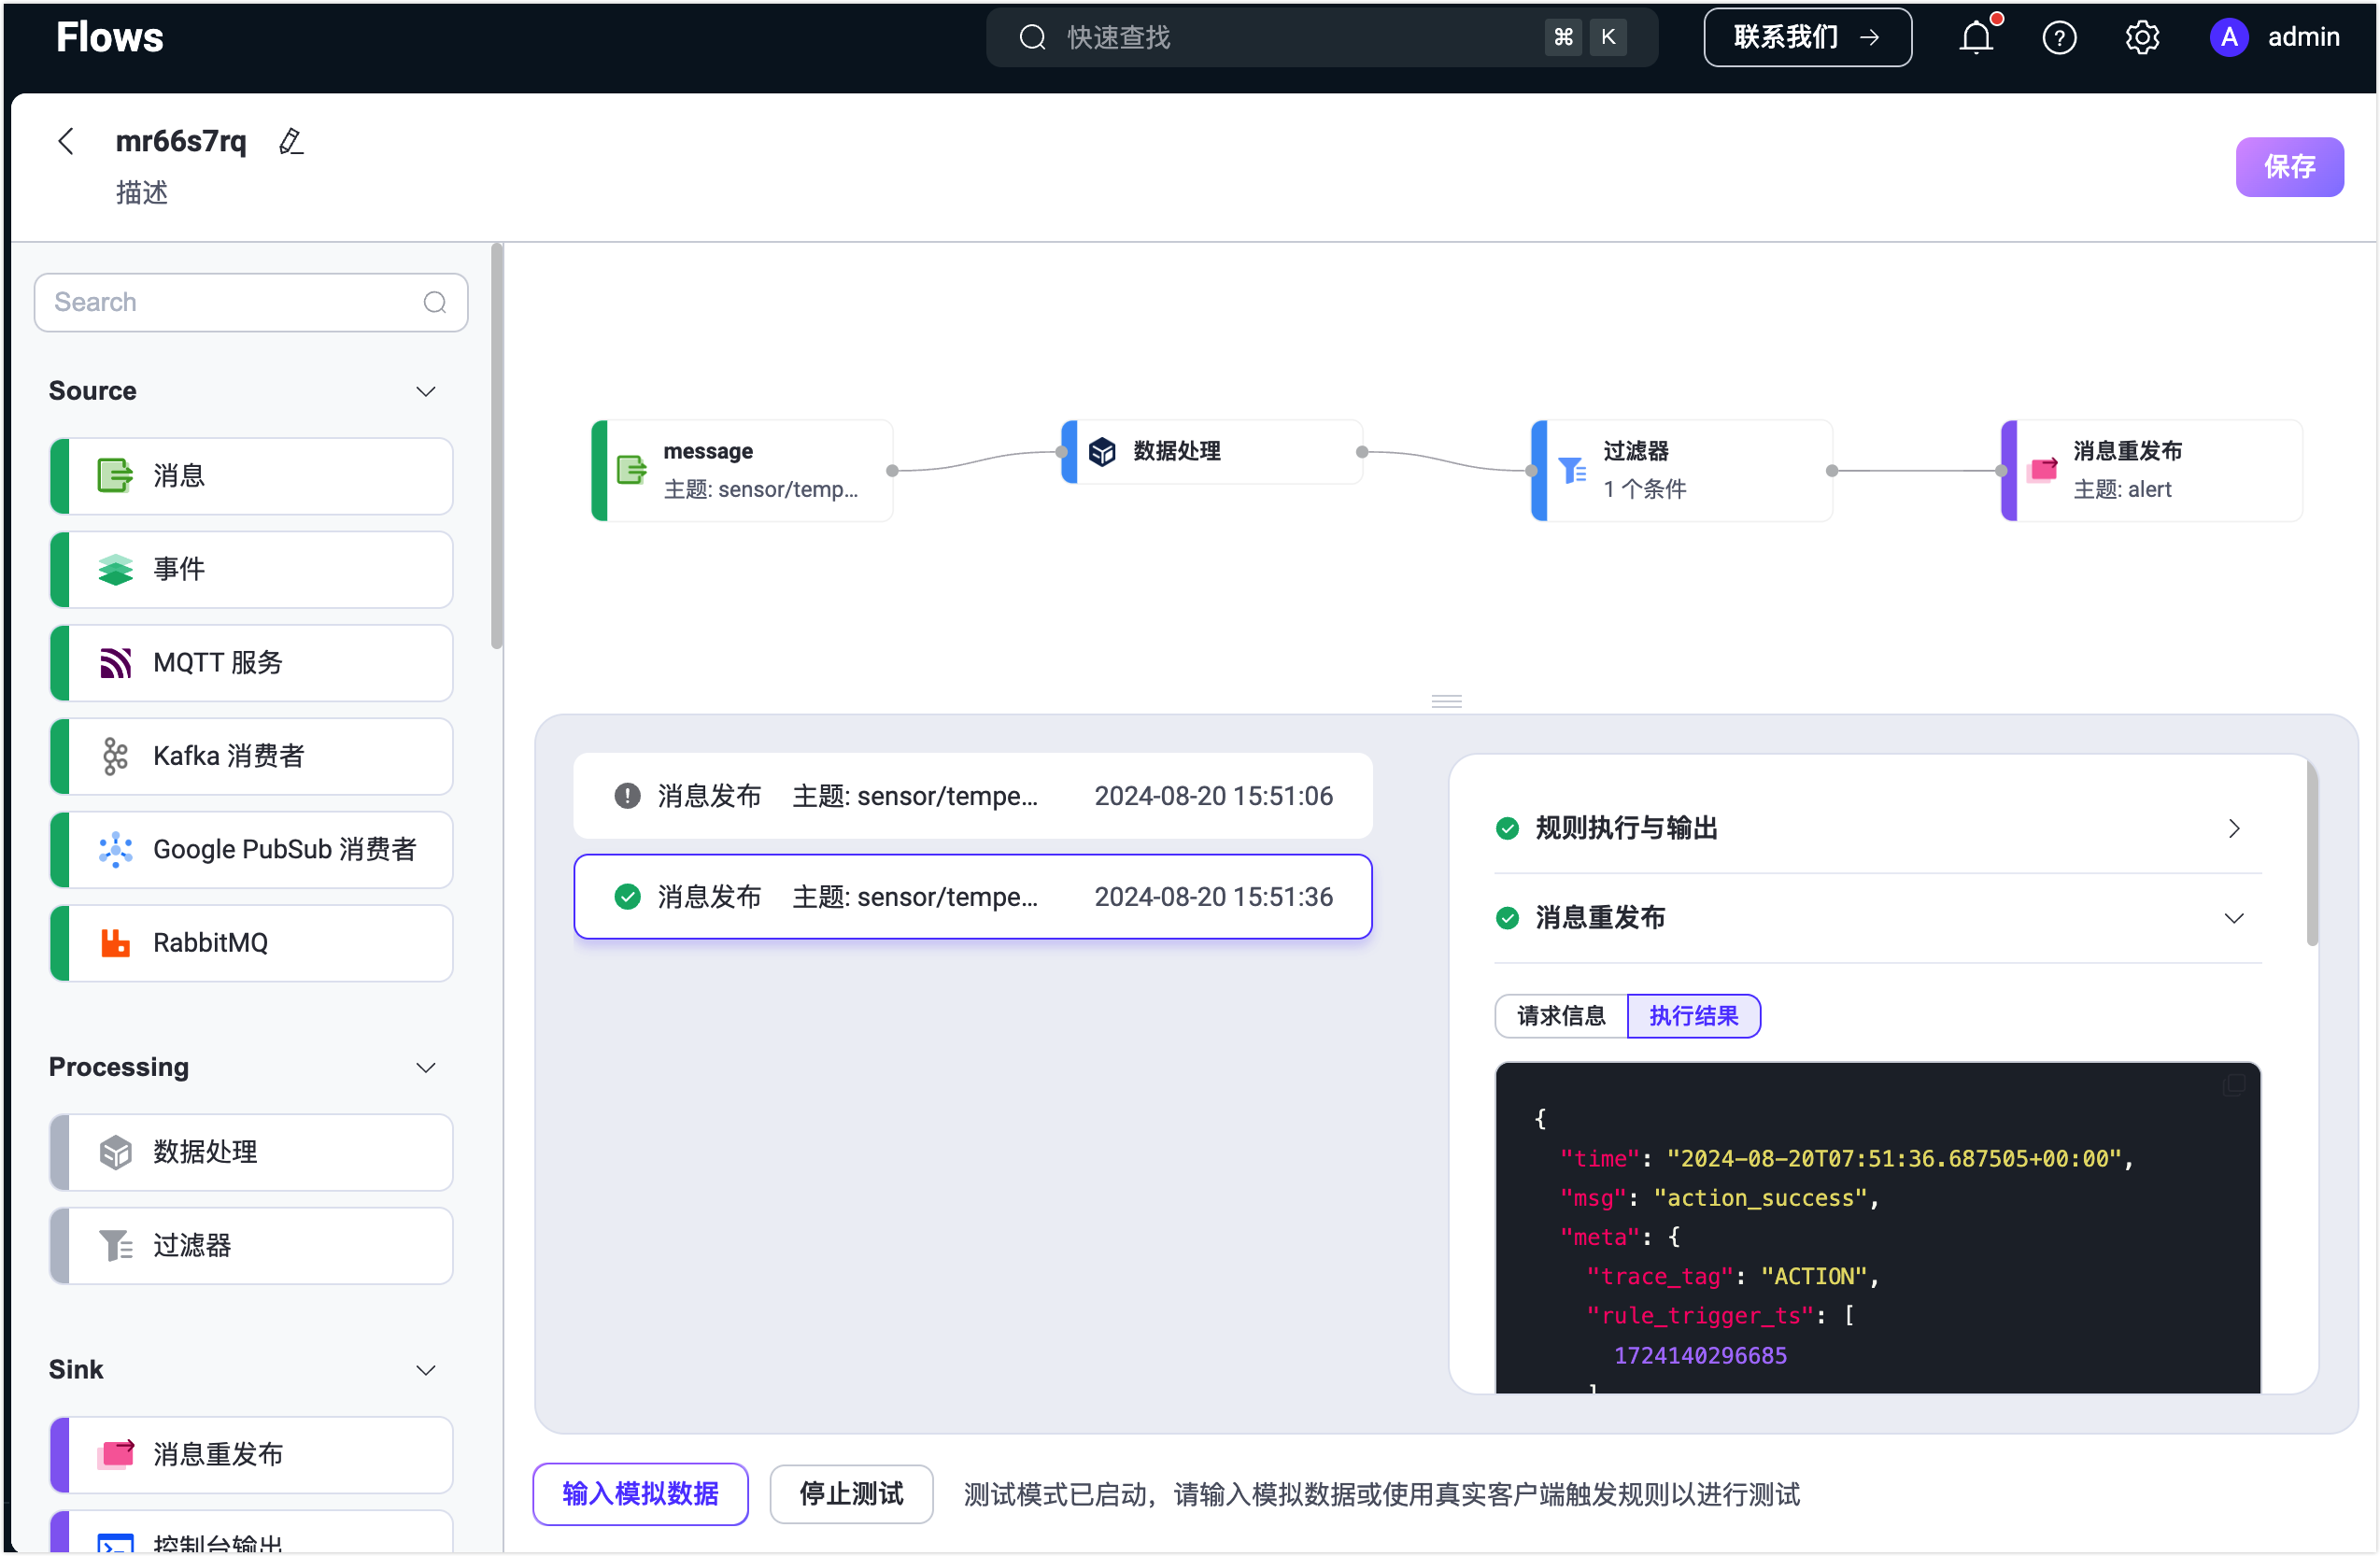 Flows
快速查找
⌘ K
联系我们 →
A admin
mr66s7rq
描述
保存
Search
Source
消息
事件
MQTT 服务
Kafka 消费者
Google PubSub 消费者
RabbitMQ
Processing
数据处理
过滤器
Sink
消息重发布
控制台输出
message
主题: sensor/temp...
数据处理
过滤器
1 个条件
消息重发布
主题: alert
消息发布 主题: sensor/tempe... 2024-08-20 15:51:06
消息发布 主题: sensor/tempe... 2024-08-20 15:51:36
规则执行与输出
消息重发布
请求信息 执行结果
{
"time": "2024-08-20T07:51:36.687505+00:00",
"msg": "action_success",
"meta": {
"trace_tag": "ACTION",
"rule_trigger_ts": [
1724140296685
]
输入模拟数据 停止测试 测试模式已启动，请输入模拟数据或使用真实客户端触发规则以进行测试